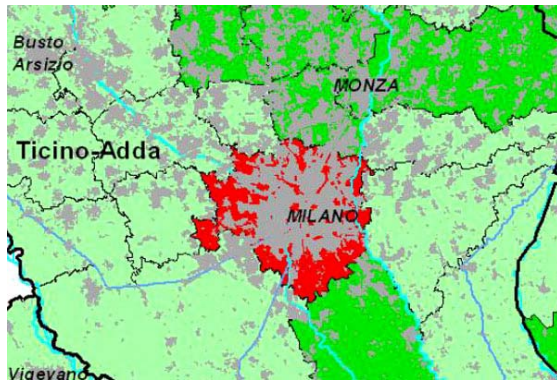 Busto
Arsizio
MONZA
Ticino-Adda
MILANO
Vigevano